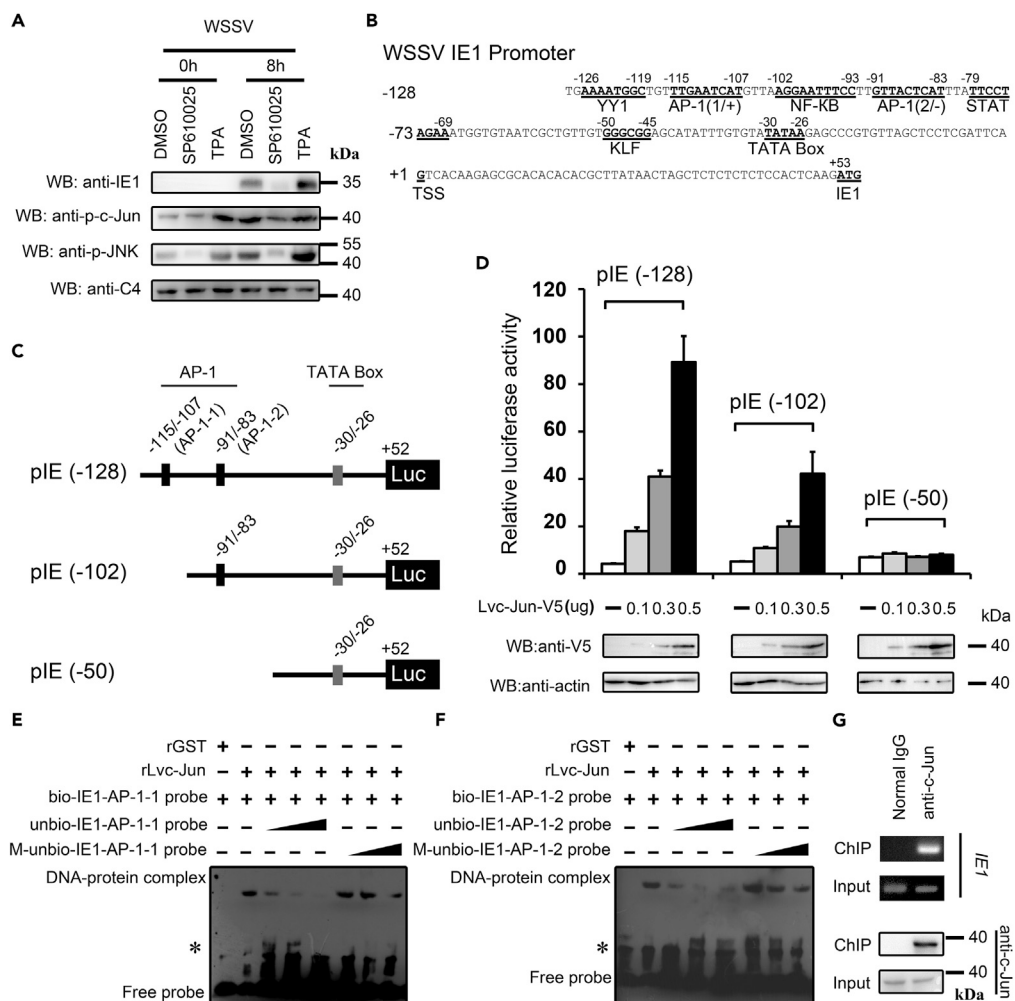 A
WSSV
0h 8h
DMSO SP610025 TPA DMSO SP610025 TPA kDa
WB: anti-IE1 35
WB: anti-p-c-Jun 40
WB: anti-p-JNK 55 40
WB: anti-C4 40
B
WSSV IE1 Promoter
-126 -119 -115 -107 -102 -93 -91 -83 -79
-128 TGAAAATGGCTGTTTGAATCATGTTAAGGAATTTCCTGTTACTCATTTATTCCT
YY1 AP-1(1/+) NF-KB AP-1(2/-) STAT
-69 -50 -45 -30 -26
-73 AGAAATGGTGTAATCGCTGTTGTGGGCGGAGCATATTTGTGTATATAAGAGCCCGTGTTAGCTCCTCGATTCA
KLF TATA Box
+53
+1 GTCACAAGAGCGCACACACACGCTTATAACTAGCTCTCTCTCTCCACTCAAGATG
TSS IE1
C
AP-1 TATA Box
-115/-107 (AP-1-1) -91/-83 (AP-1-2) -30/-26 +52
pIE (-128) Luc
-91/-83 -30/-26 +52
pIE (-102) Luc
-30/-26 +52
pIE (-50) Luc
D
Relative luciferase activity
120
100
80
60
40
20
0
pIE (-128)
pIE (-102)
pIE (-50)
Lvc-Jun-V5(ug) – 0.1 0.3 0.5 – 0.1 0.3 0.5 – 0.1 0.3 0.5 kDa
WB:anti-V5 40
WB:anti-actin 40
E
rGST + – – – – – – –
rLvc-Jun – + + + + + + +
bio-IE1-AP-1-1 probe + + + + + + + +
unbio-IE1-AP-1-1 probe – – – – –
M-unbio-IE1-AP-1-1 probe – – – – –
DNA-protein complex
*
Free probe
F
rGST + – – – – – – –
rLvc-Jun – + + + + + + +
bio-IE1-AP-1-2 probe + + + + + + + +
unbio-IE1-AP-1-2 probe – – – – –
M-unbio-IE1-AP-1-2 probe – – – – –
DNA-protein complex
*
Free probe
G
Normal IgG anti-c-Jun
ChIP
Input
IE1
ChIP 40
Input 40
kDa
anti-c-Jun